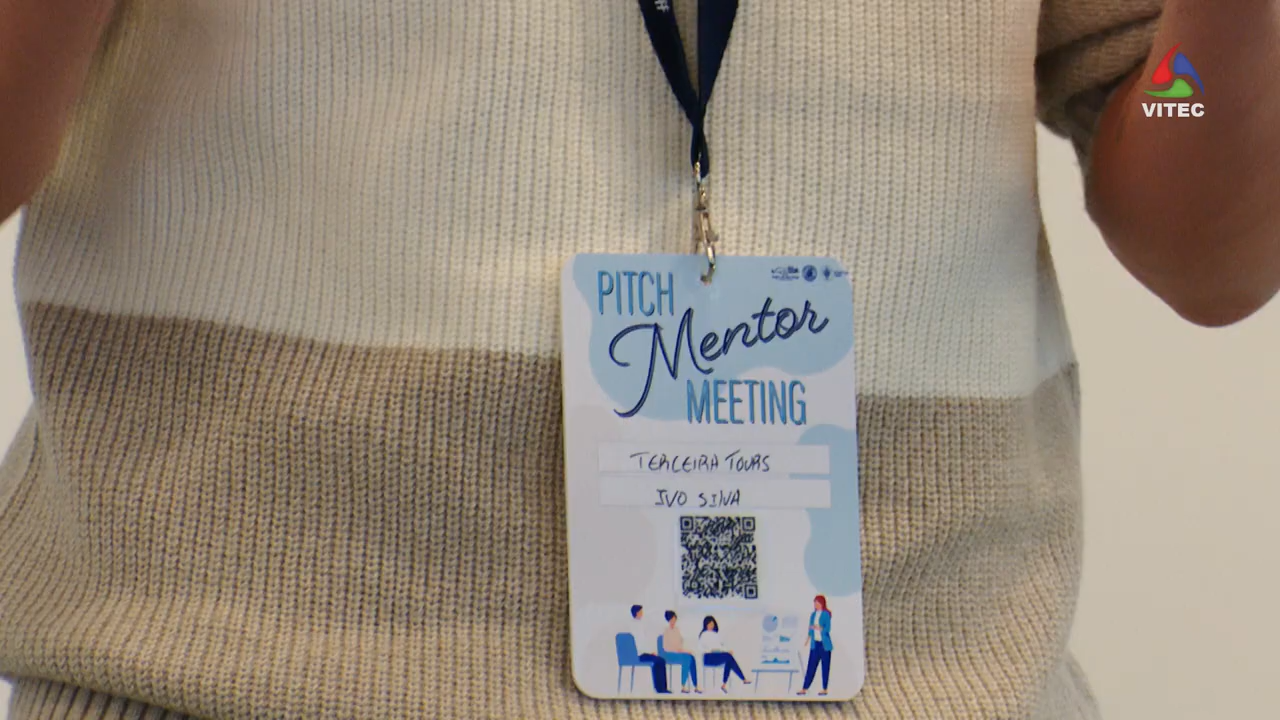 VITEC
PITCH
Mentor
MEETING
TERCEIRA TOURS
IVO SILVA